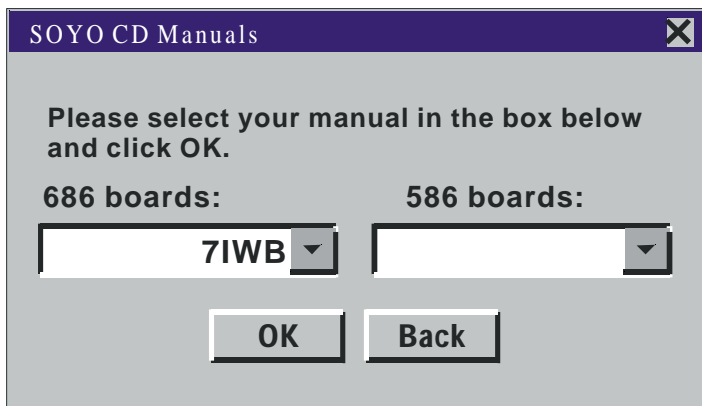 SOYO CD Manuals
Please select your manual in the box below
and click OK.
686 boards: 586 boards:
7IWB
OK Back